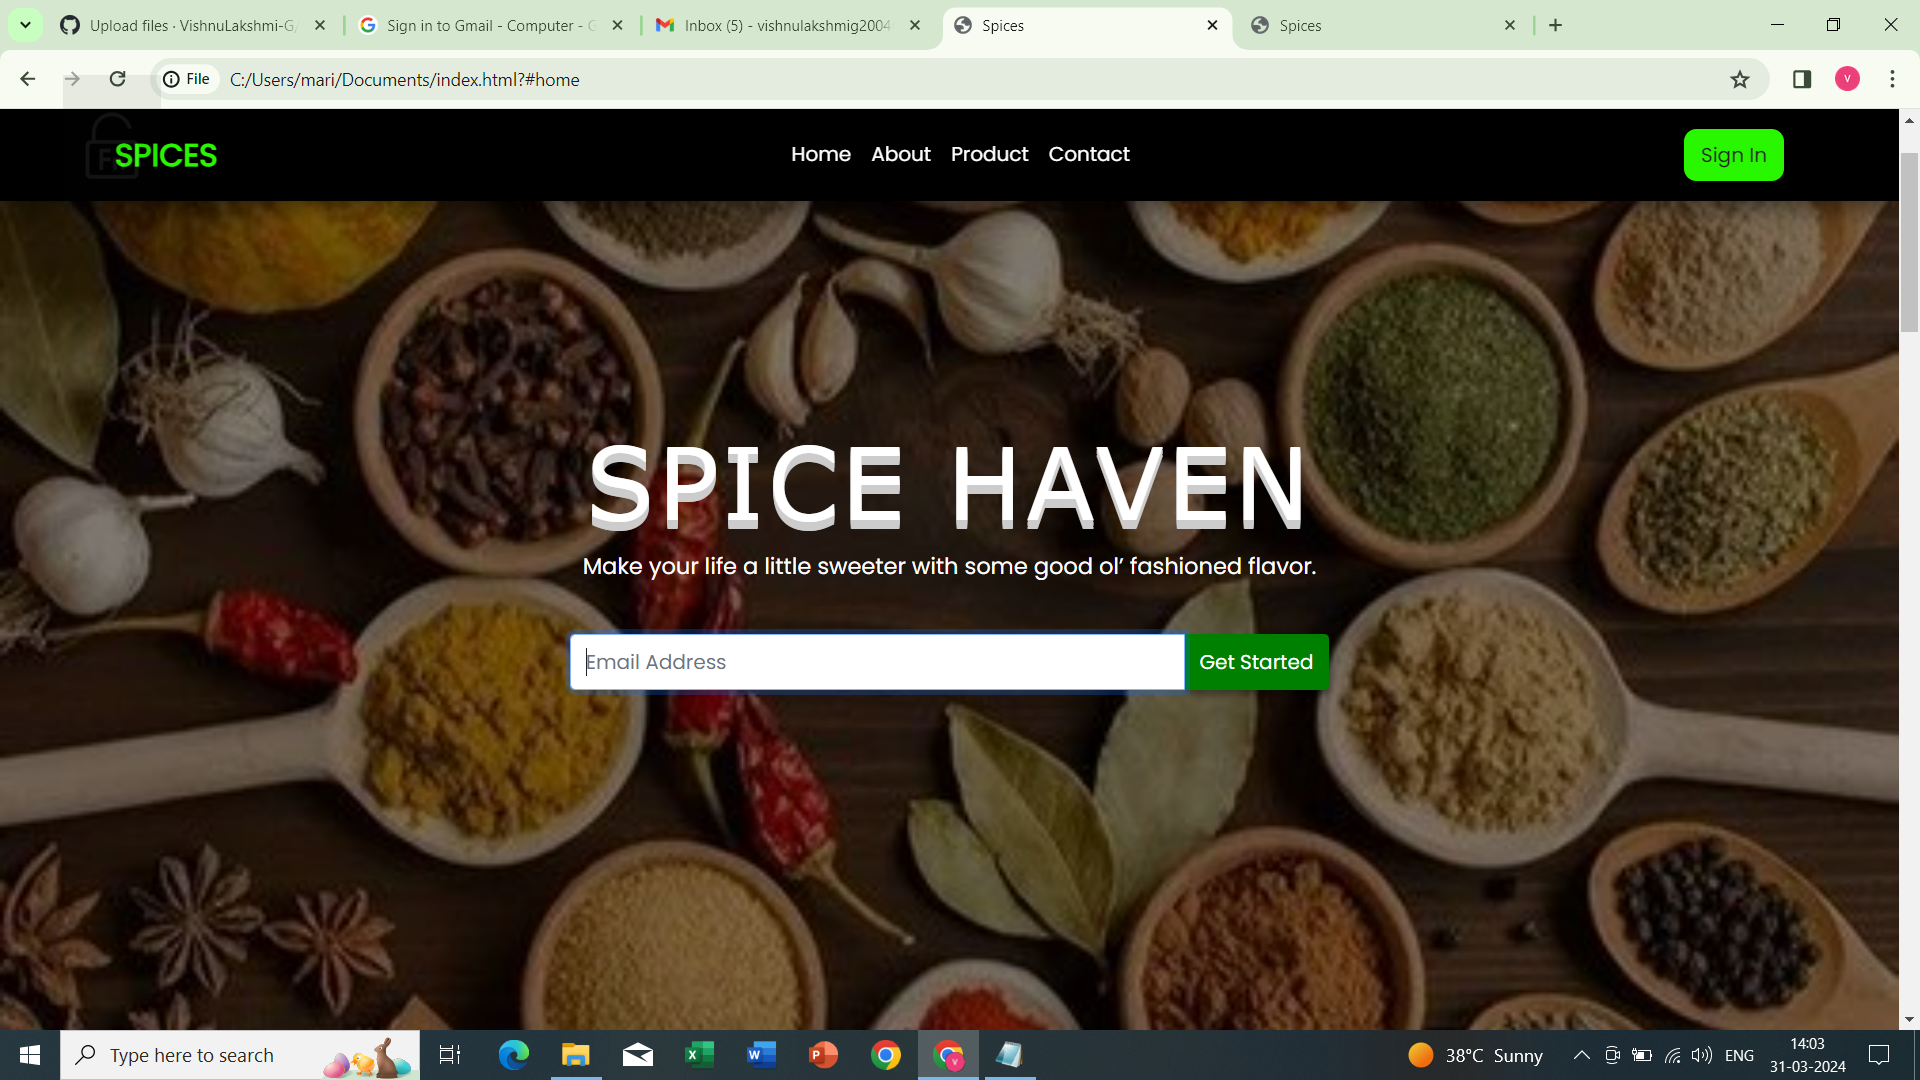 Upload files · VishnuLakshmi-G/
Sign in to Gmail - Computer - G
Inbox (5) - vishnulakshmig2004
Spices
Spices
File
C:/Users/mari/Documents/index.html?#home
SPICES
Home About Product Contact
Sign In
SPICE HAVEN
Make your life a little sweeter with some good ol’ fashioned flavor.
Email Address
Get Started
Type here to search
38°C Sunny
ENG
14:03
31-03-2024